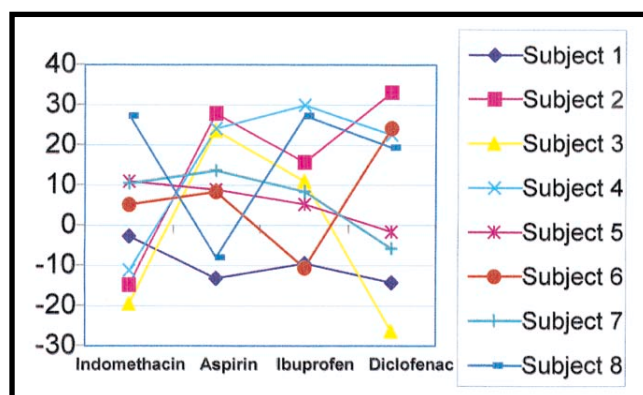 40
30
20
10
0
-10
-20
-30
Indomethacin Aspirin Ibuprofen Diclofenac
Subject 1
Subject 2
Subject 3
Subject 4
Subject 5
Subject 6
Subject 7
Subject 8